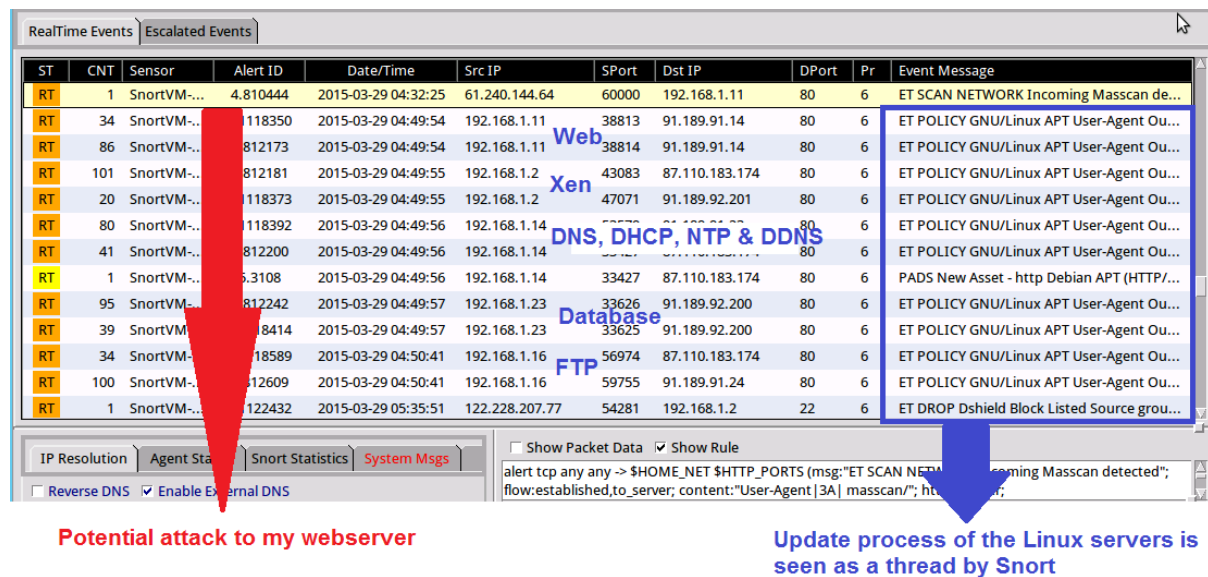 RealTime Events Escalated Events
ST CNT Sensor Alert ID Date/Time Src IP SPort Dst IP DPort Pr Event Message
RT 1 SnortVM-... 4.810444 2015-03-29 04:32:25 61.240.144.64 60000 192.168.1.11 80 6 ET SCAN NETWORK Incoming Masscan de...
RT 34 SnortVM-... 118350 2015-03-29 04:49:54 192.168.1.11 38813 91.189.91.14 80 6 ET POLICY GNU/Linux APT User-Agent Ou...
Web
RT 86 SnortVM-... 812173 2015-03-29 04:49:54 192.168.1.11 38814 91.189.91.14 80 6 ET POLICY GNU/Linux APT User-Agent Ou...
RT 101 SnortVM-... 812181 2015-03-29 04:49:55 192.168.1.2 43083 87.110.183.174 80 6 ET POLICY GNU/Linux APT User-Agent Ou...
Xen
RT 20 SnortVM-... 118373 2015-03-29 04:49:55 192.168.1.2 47071 91.189.92.201 80 6 ET POLICY GNU/Linux APT User-Agent Ou...
RT 80 SnortVM-... 118392 2015-03-29 04:49:56 192.168.1.14 80 6 ET POLICY GNU/Linux APT User-Agent Ou...
DNS, DHCP, NTP & DDNS
RT 41 SnortVM-... 812200 2015-03-29 04:49:56 192.168.1.14 80 6 ET POLICY GNU/Linux APT User-Agent Ou...
RT 1 SnortVM-... .3108 2015-03-29 04:49:56 192.168.1.14 33427 87.110.183.174 80 6 PADS New Asset - http Debian APT (HTTP/...
RT 95 SnortVM-... 812242 2015-03-29 04:49:57 192.168.1.23 33626 91.189.92.200 80 6 ET POLICY GNU/Linux APT User-Agent Ou...
Database
RT 39 SnortVM-... 18414 2015-03-29 04:49:57 192.168.1.23 33625 91.189.92.200 80 6 ET POLICY GNU/Linux APT User-Agent Ou...
RT 34 SnortVM-... 18589 2015-03-29 04:50:41 192.168.1.16 56974 87.110.183.174 80 6 ET POLICY GNU/Linux APT User-Agent Ou...
FTP
RT 100 SnortVM-... 12609 2015-03-29 04:50:41 192.168.1.16 59755 91.189.91.24 80 6 ET POLICY GNU/Linux APT User-Agent Ou...
RT 1 SnortVM-... 122432 2015-03-29 05:35:51 122.228.207.77 54281 192.168.1.2 22 6 ET DROP Dshield Block Listed Source grou...
IP Resolution Agent Sta Snort Statistics System Msgs
Reverse DNS Enable External DNS
Show Packet Data Show Rule
alert tcp any any -> $HOME_NET $HTTP_PORTS (msg:"ET SCAN NETW oming Masscan detected";
flow:established,to_server; content:"User-Agent|3A| masscan/"; ht er;
Potential attack to my webserver
Update process of the Linux servers is
seen as a thread by Snort